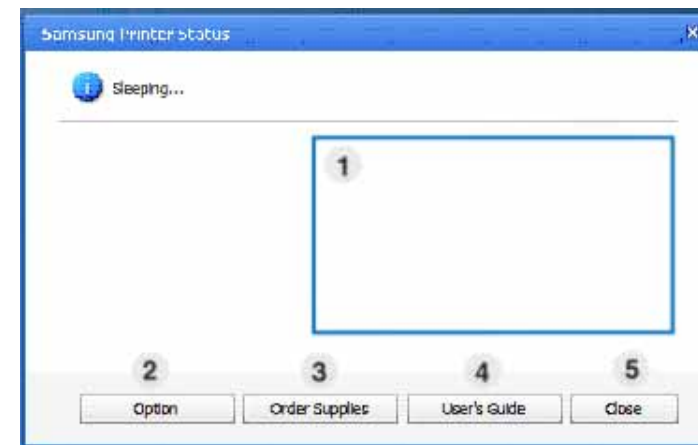 Samsung Printer Status
Sleeping...
1
2 3 4 5
Option Order Supplies User's Guide Close